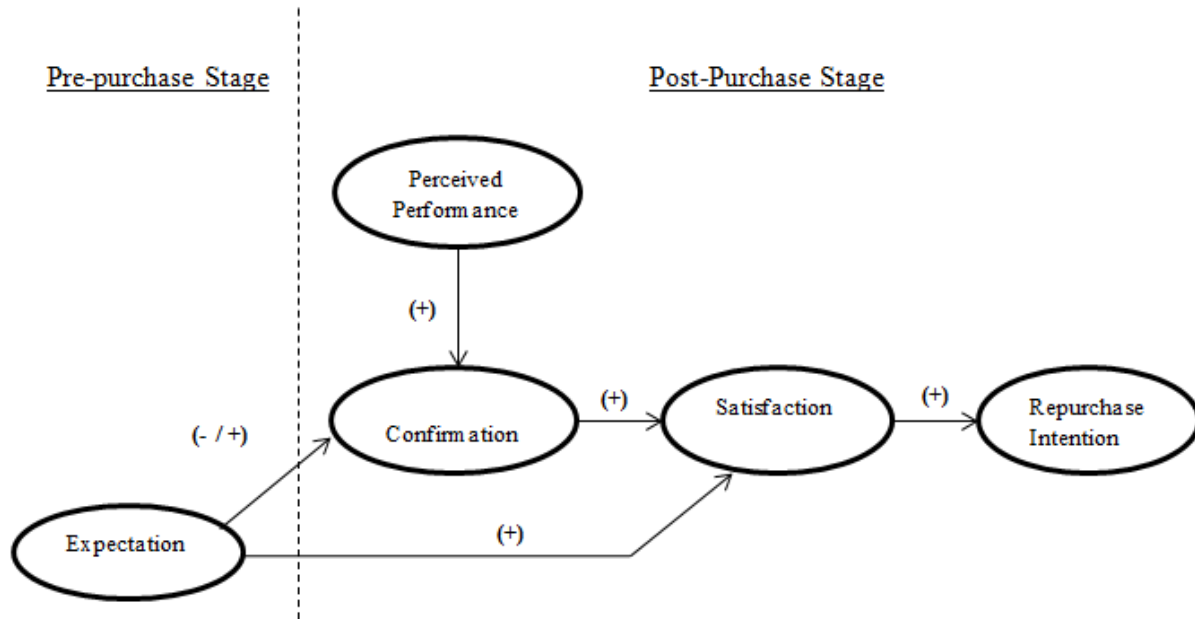 Pre-purchase Stage
Post-Purchase Stage
Perceived
Performance
(+)
Confirmation
(+)
Satisfaction
(+)
Repurchase
Intention
(- / +)
Expectation
(+)